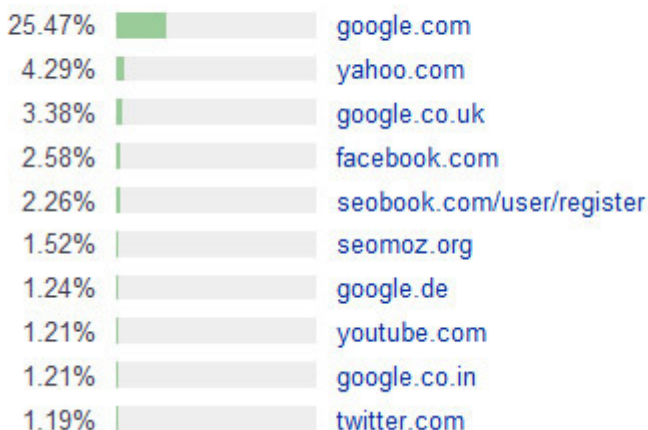 25.47% google.com
4.29% yahoo.com
3.38% google.co.uk
2.58% facebook.com
2.26% seobook.com/user/register
1.52% seomoz.org
1.24% google.de
1.21% youtube.com
1.21% google.co.in
1.19% twitter.com